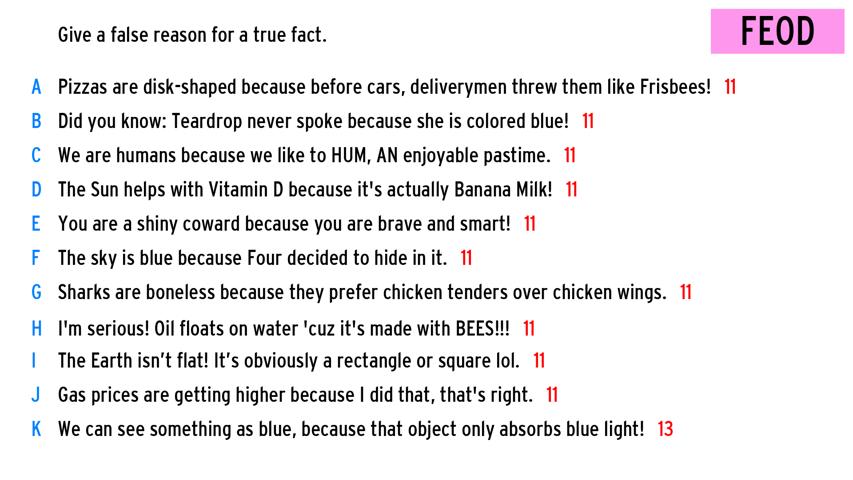 Give a false reason for a true fact.
FEOD
A Pizzas are disk-shaped because before cars, deliverymen threw them like Frisbees! 11
B Did you know: Teardrop never spoke because she is colored blue! 11
C We are humans because we like to HUM, AN enjoyable pastime. 11
D The Sun helps with Vitamin D because it's actually Banana Milk! 11
E You are a shiny coward because you are brave and smart! 11
F The sky is blue because Four decided to hide in it. 11
G Sharks are boneless because they prefer chicken tenders over chicken wings. 11
H I'm serious! Oil floats on water 'cuz it's made with BEES!!! 11
I The Earth isn’t flat! It’s obviously a rectangle or square lol. 11
J Gas prices are getting higher because I did that, that's right. 11
K We can see something as blue, because that object only absorbs blue light! 13